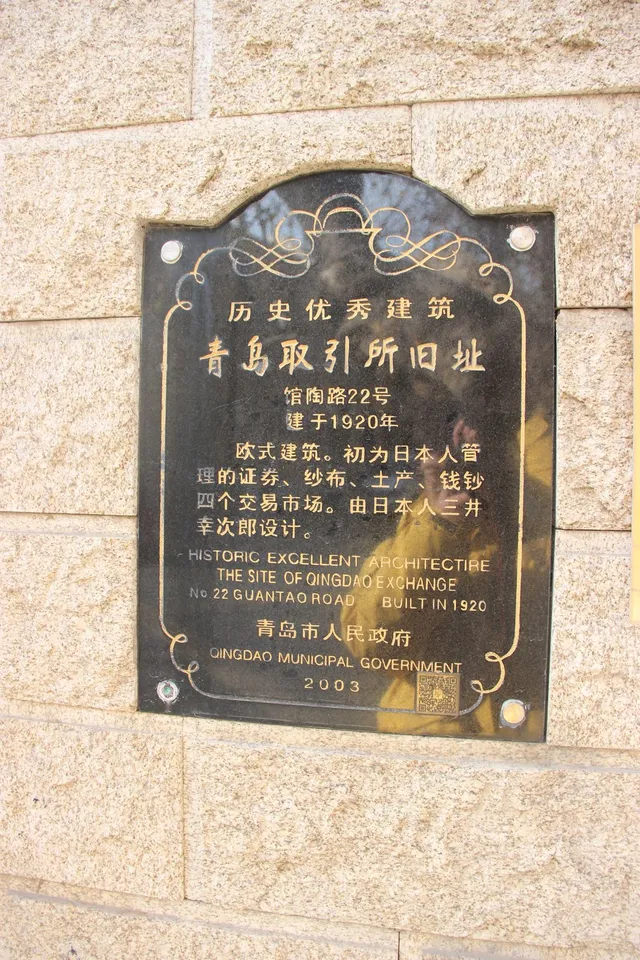 历史优秀建筑
青岛取引所旧址
馆陶路22号
建于1920年
欧式建筑。初为日本人管
理的证券、纱布、土产、钱钞
四个交易市场。由日本人三井
幸次郎设计。
HISTORIC EXCELLENT ARCHITECTIRE
THE SITE OF QINGDAO EXCHANGE
No 22 GUANTAO ROAD BUILT IN 1920
青岛市人民政府
QINGDAO MUNICIPAL GOVERNMENT
2003